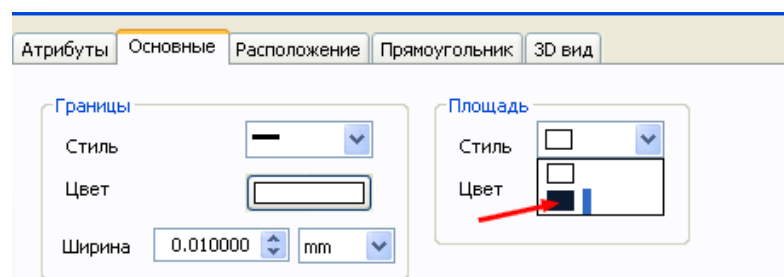 Атрибуты Основные Расположение Прямоугольник 3D вид
Границы
Стиль
Цвет
Ширина 0.010000 mm
Площадь
Стиль
Цвет